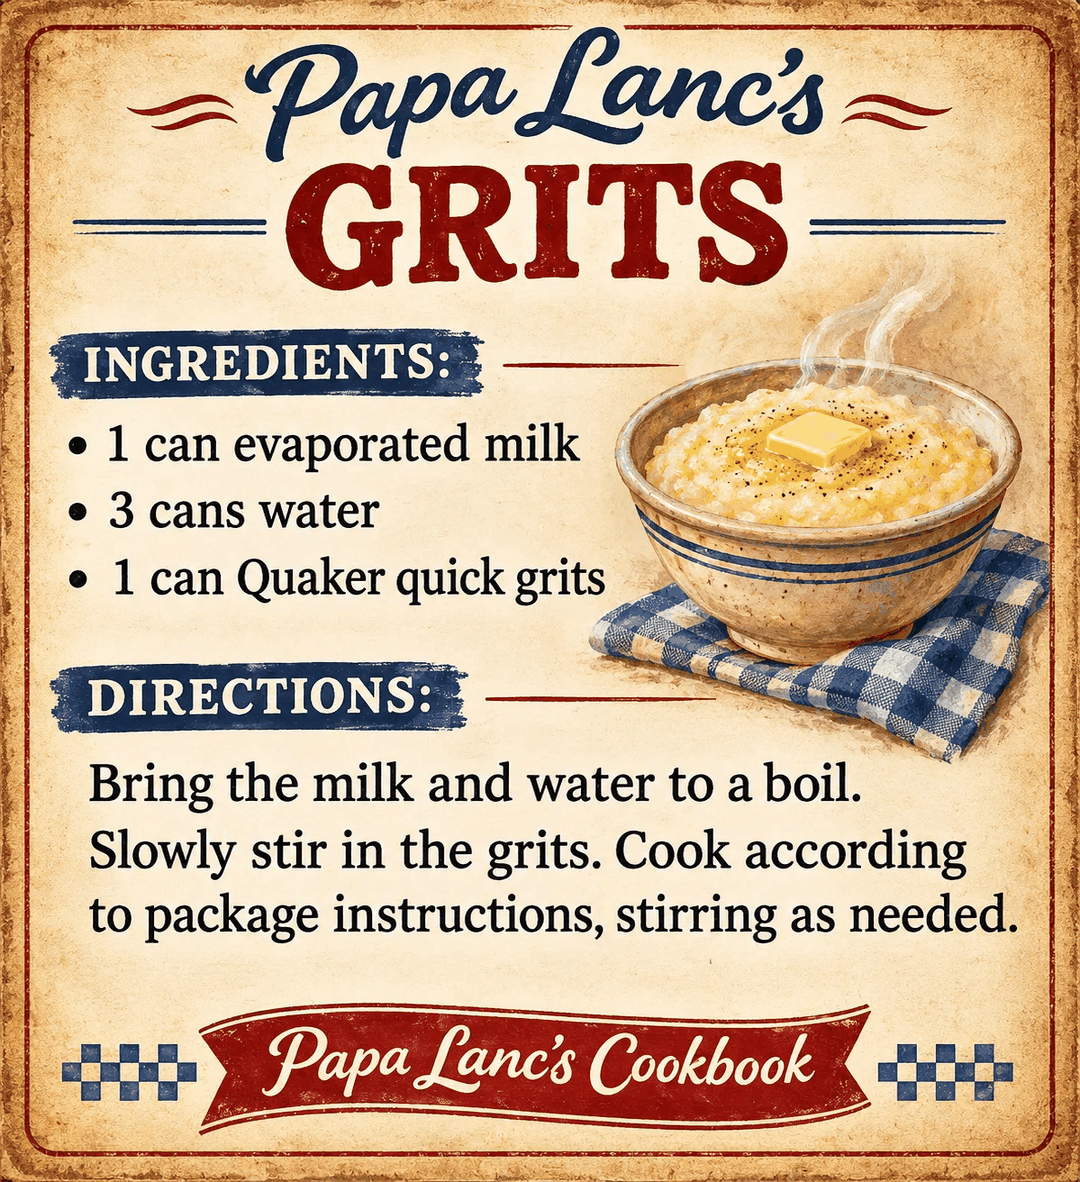 Papa Lanc's
GRITS
INGREDIENTS:
• 1 can evaporated milk
• 3 cans water
• 1 can Quaker quick grits
DIRECTIONS:
Bring the milk and water to a boil.
Slowly stir in the grits. Cook according
to package instructions, stirring as needed.
Papa Lanc's Cookbook